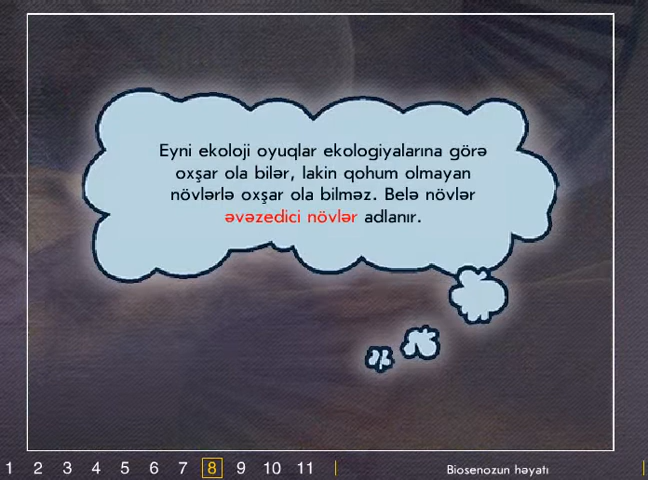 Eyni ekoloji oyuqlar ekologiyalarına görə
oxşar ola bilər, lakin qohum olmayan
növlərlə oxşar ola bilməz. Belə növlər
əvəzedici növlər adlanır.
1 2 3 4 5 6 7 8 9 10 11 Biosenozun həyatı